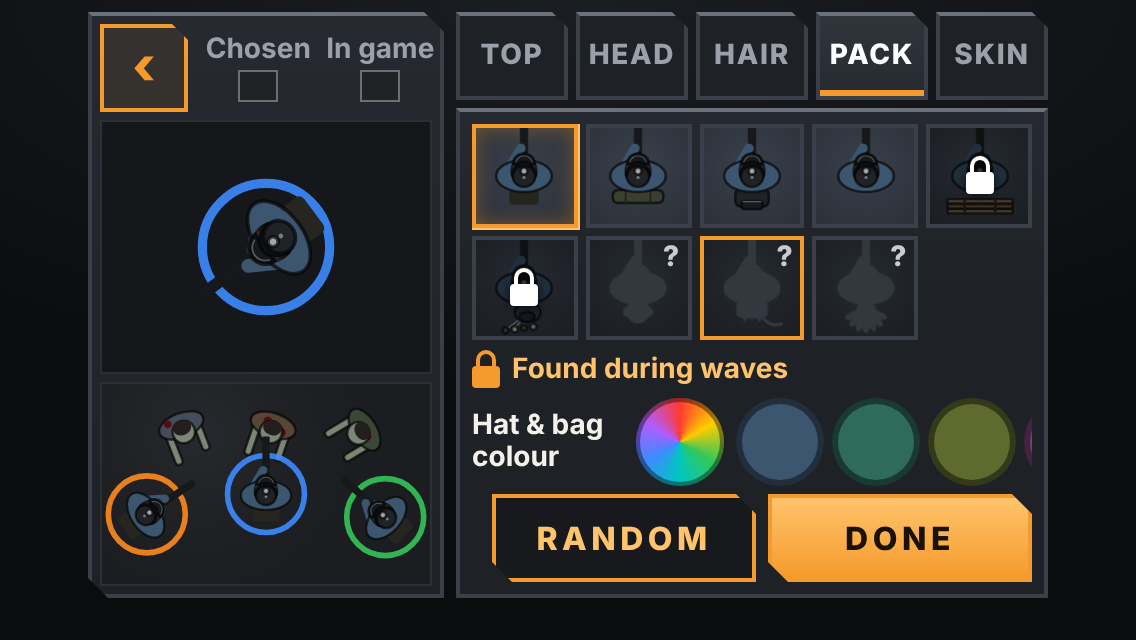 Chosen In game
TOP HEAD HAIR PACK SKIN
? ? ?
Found during waves
Hat & bag
colour
RANDOM DONE